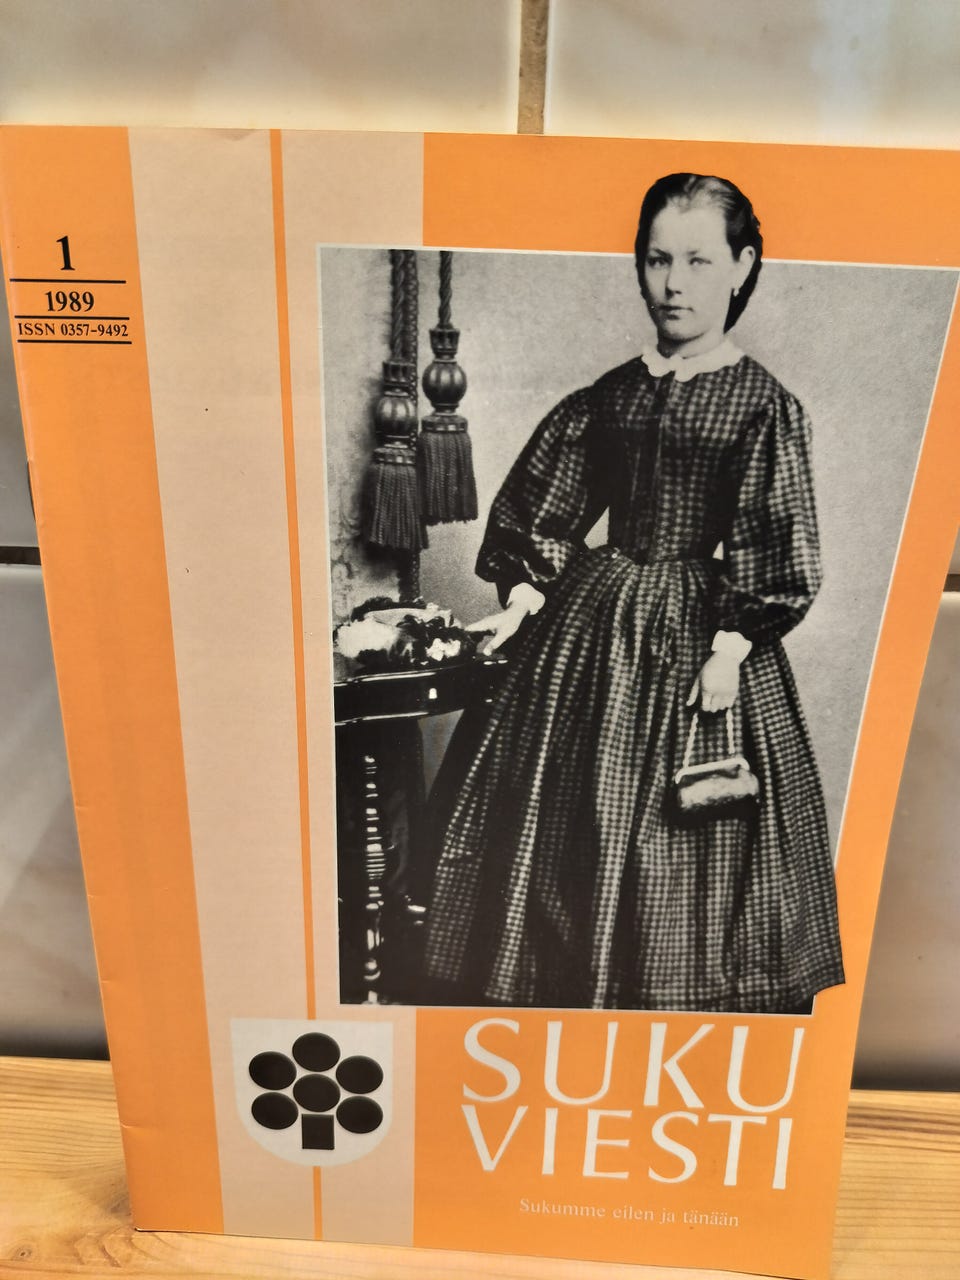 1
1989
ISSN 0357-9492
SUKU
VIESTI
Sukumme eilen ja tänään